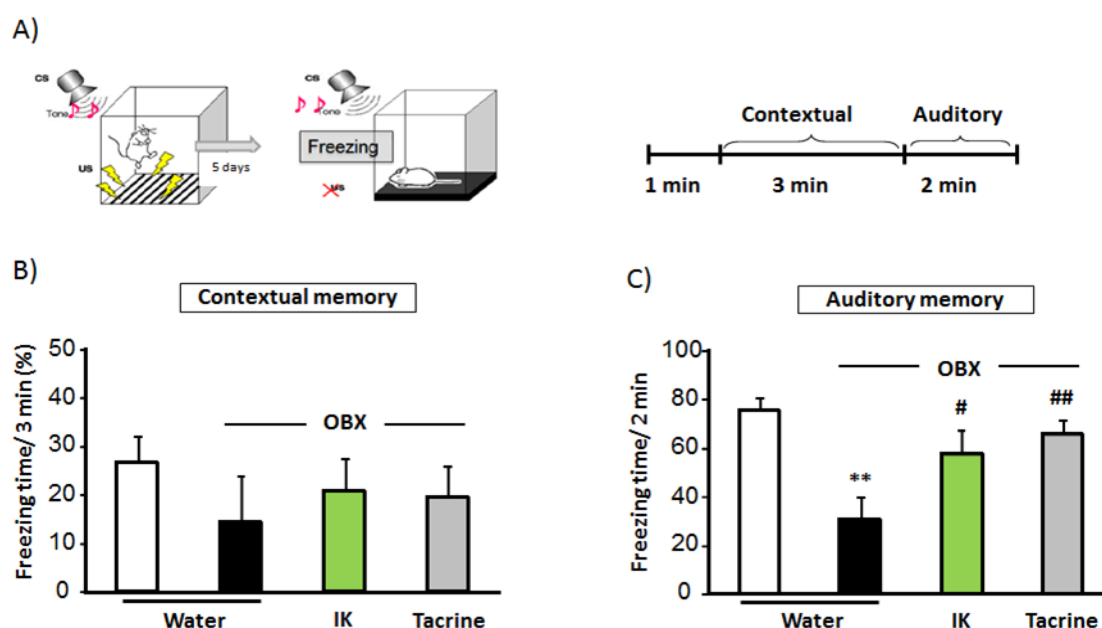 A)
CS
Tone
US
5 days
CS
Tone
Freezing
US
Contextual
Auditory
1 min
3 min
2 min
B)
Contextual memory
Freezing time/ 3 min (%)
50
40
30
20
10
0
OBX
Water
IK
Tacrine
C)
Auditory memory
Freezing time/ 2 min
100
80
60
40
20
00
OBX
**
#
##
Water
IK
Tacrine